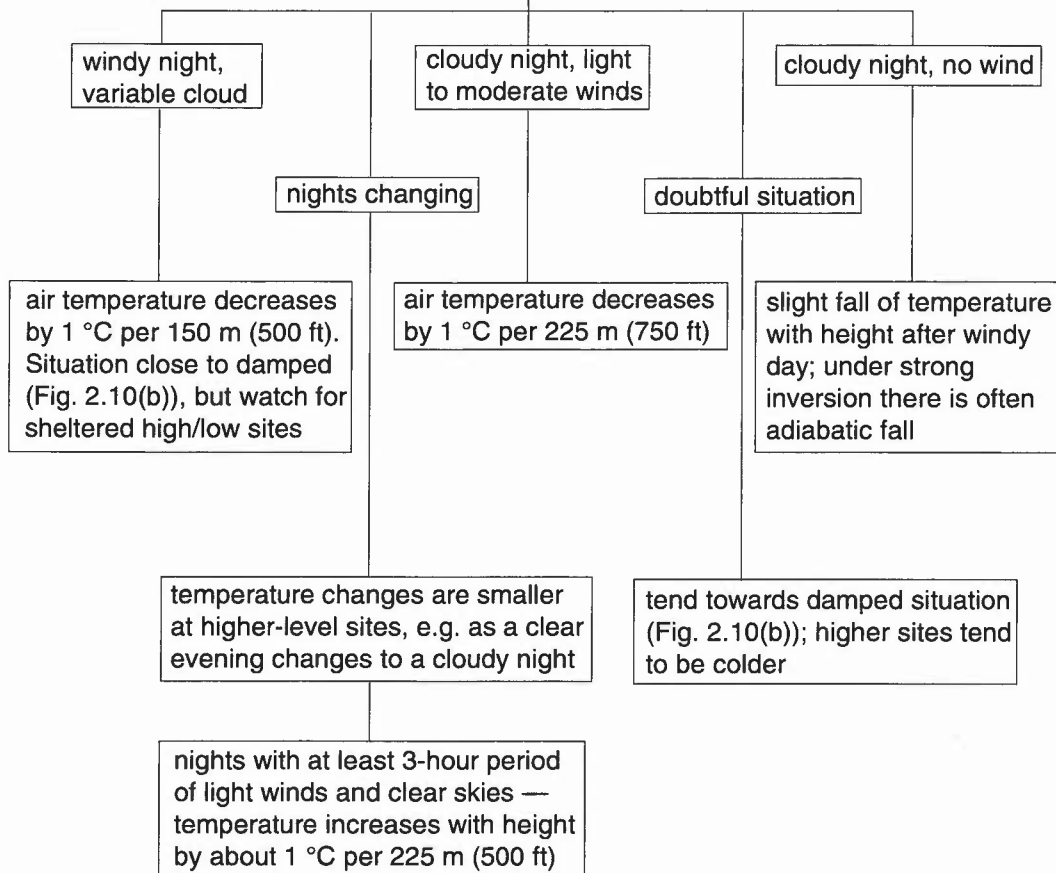 windy night,
variable cloud
cloudy night, light
to moderate winds
cloudy night, no wind
nights changing
doubtful situation
air temperature decreases
by 1 °C per 150 m (500 ft).
Situation close to damped
(Fig. 2.10(b)), but watch for
sheltered high/low sites
air temperature decreases
by 1 °C per 225 m (750 ft)
slight fall of temperature
with height after windy
day; under strong
inversion there is often
adiabatic fall
temperature changes are smaller
at higher-level sites, e.g. as a clear
evening changes to a cloudy night
tend towards damped situation
(Fig. 2.10(b)); higher sites tend
to be colder
nights with at least 3-hour period
of light winds and clear skies —
temperature increases with height
by about 1 °C per 225 m (500 ft)